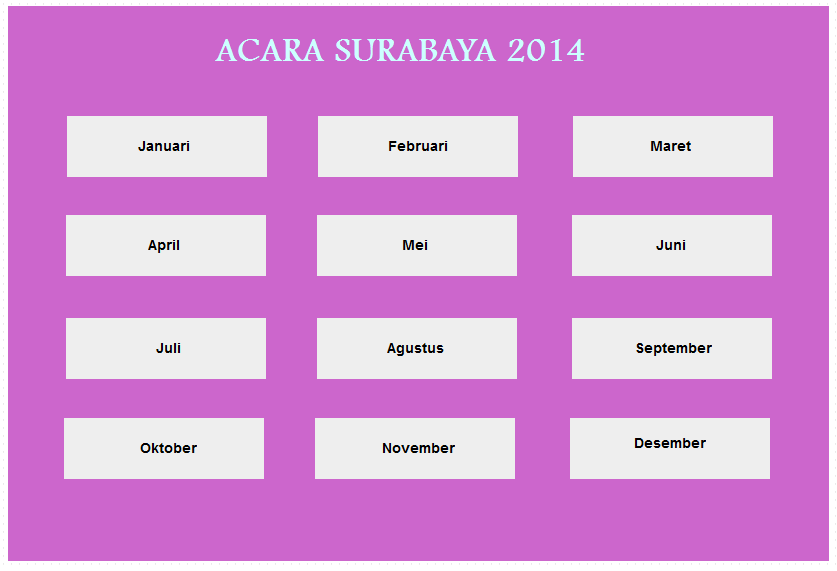 ACARA SURABAYA 2014
Januari
Februari
Maret
April
Mei
Juni
Juli
Agustus
September
Oktober
November
Desember